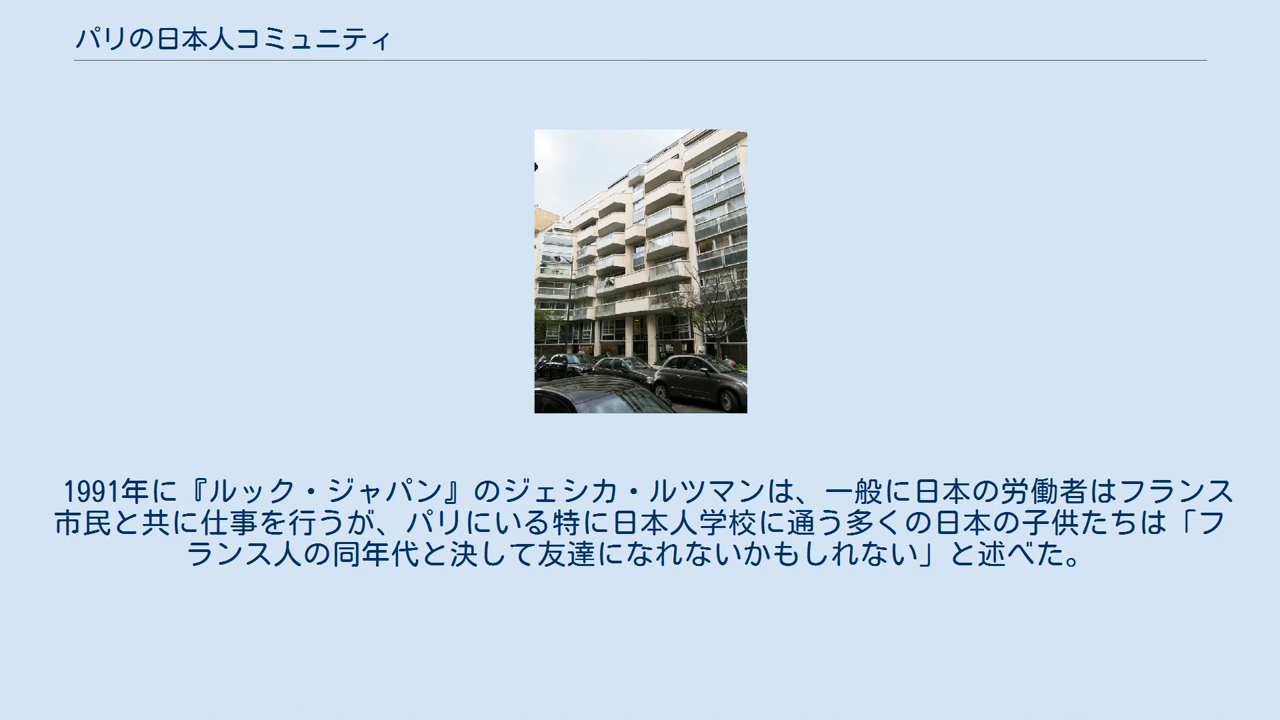 パリの日本人コミュニティ
1991年に『ルック・ジャパン』のジェシカ・ルツマンは、一般に日本の労働者はフランス
市民と共に仕事を行うが、パリにいる特に日本人学校に通う多くの日本の子供たちは「フ
ランス人の同年代と決して友達になれないかもしれない」と述べた。